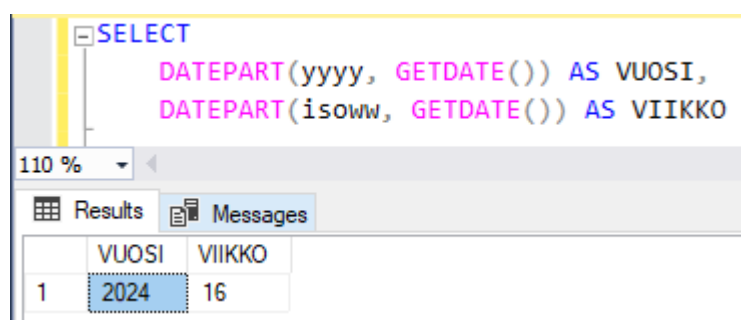 SELECT
DATEPART(yyyy, GETDATE()) AS VUOSI,
DATEPART(isoww, GETDATE()) AS VIIKKO
110 %
Results Messages
VUOSI VIIKKO
1 2024 16